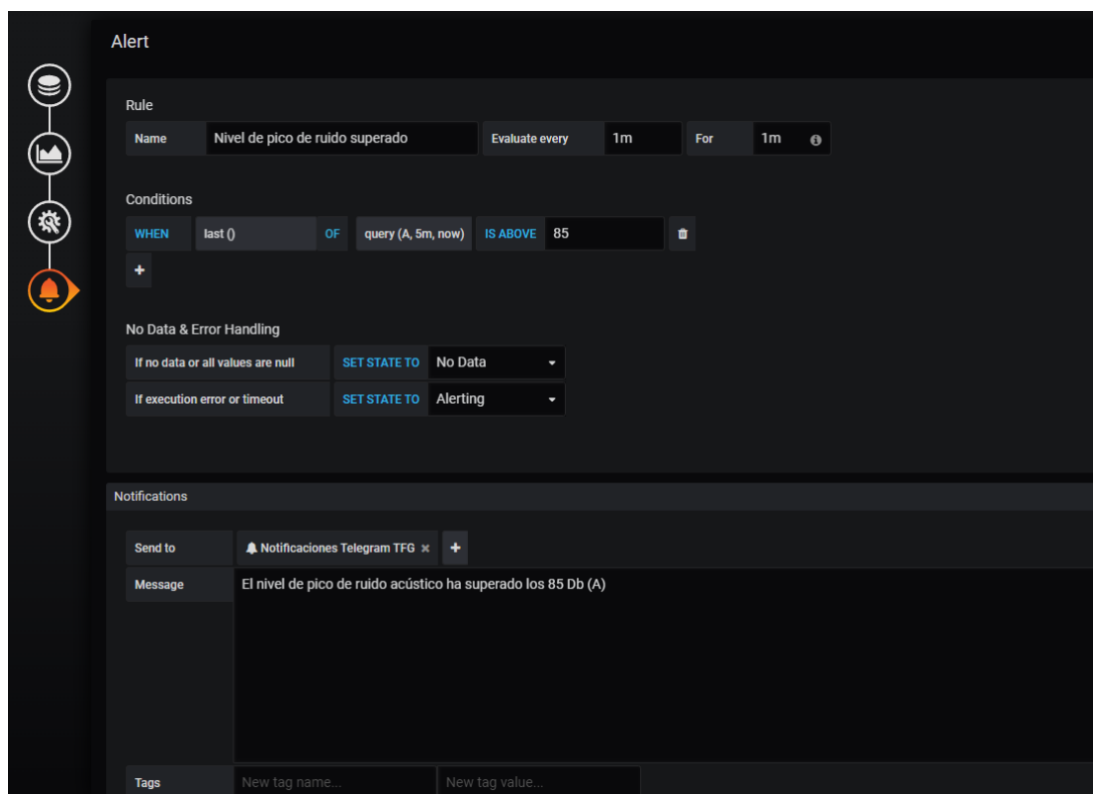 Alert
Rule
Name Nivel de pico de ruido superado Evaluate every 1m For 1m
Conditions
WHEN last () OF query (A, 5m, now) IS ABOVE 85
+
No Data & Error Handling
If no data or all values are null SET STATE TO No Data
If execution error or timeout SET STATE TO Alerting
Notifications
Send to Notificaciones Telegram TFG × +
Message El nivel de pico de ruido acústico ha superado los 85 Db (A)
Tags New tag name... New tag value...